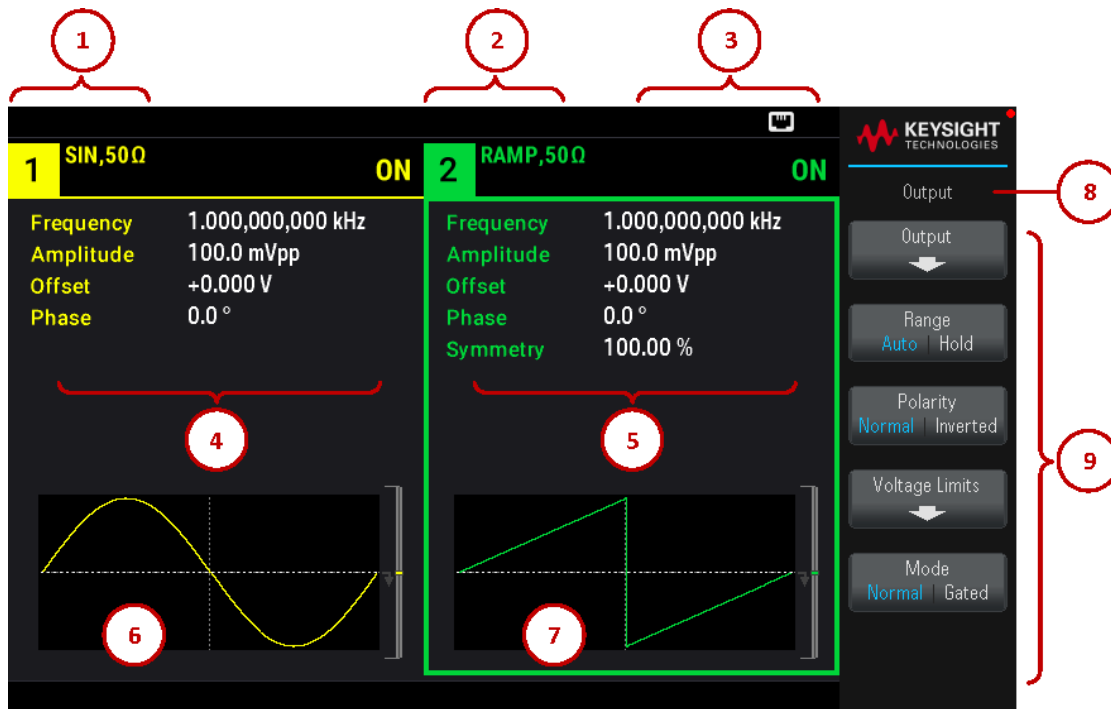 1
2
3
KEYSIGHT
TECHNOLOGIES
1 SIN,50Ω ON
2 RAMP,50Ω ON
Frequency 1.000,000,000 kHz
Amplitude 100.0 mVpp
Offset +0.000 V
Phase 0.0 °
4
Frequency 1.000,000,000 kHz
Amplitude 100.0 mVpp
Offset +0.000 V
Phase 0.0 °
Symmetry 100.00 %
5
6
7
Output
8
Output
Range
Auto | Hold
Polarity
Normal | Inverted
Voltage Limits
Mode
Normal | Gated
9